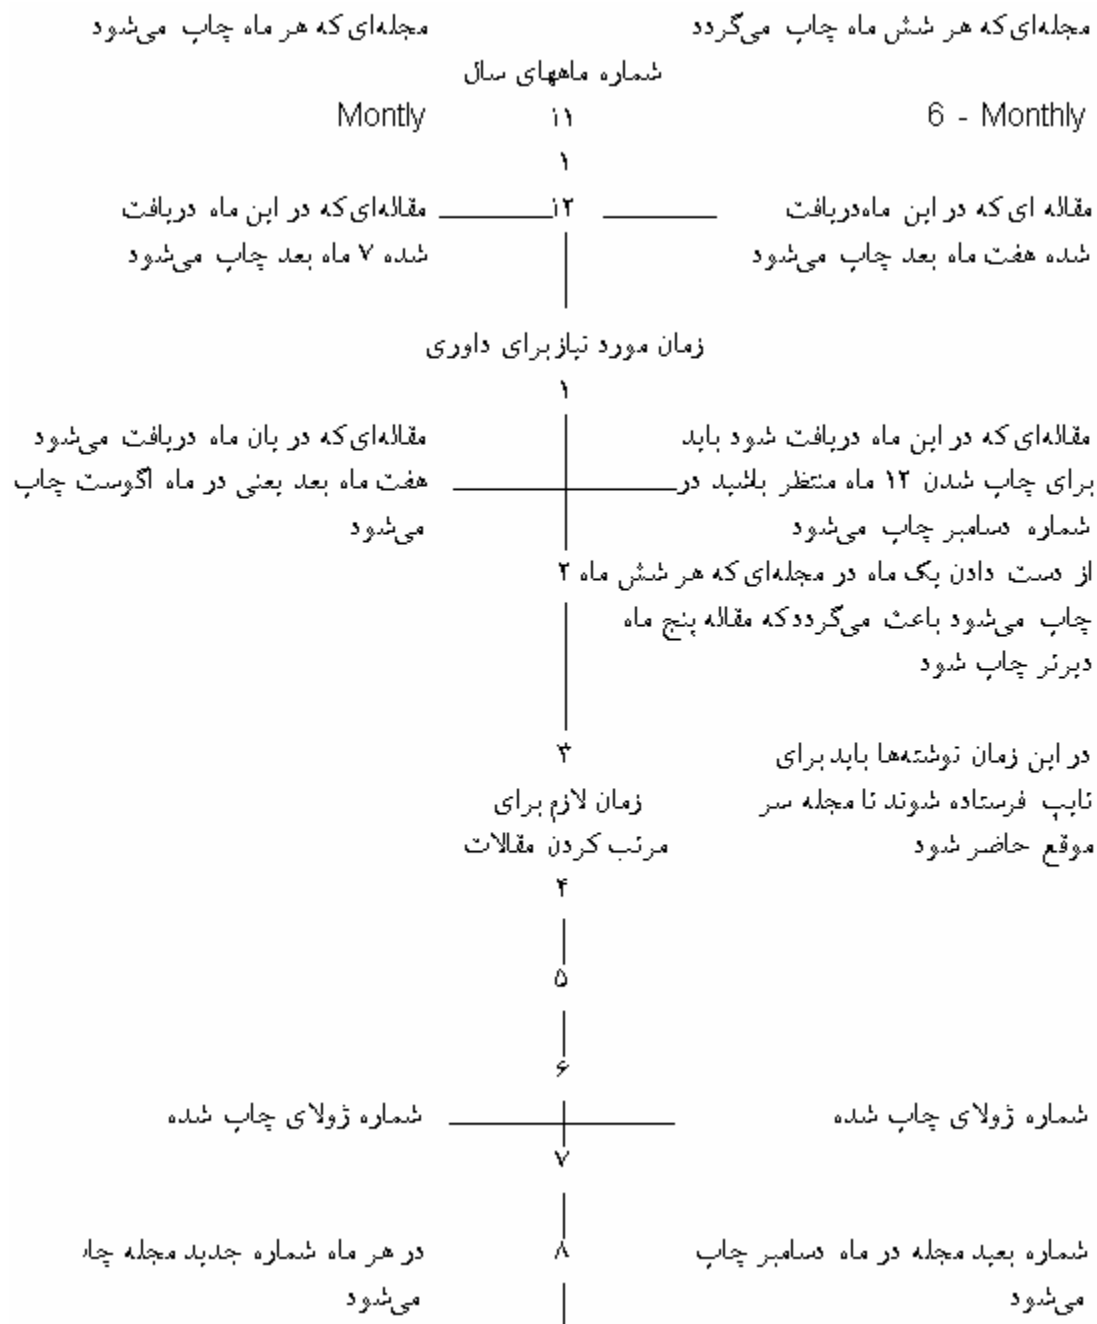 مجله‌ای که هر شش ماه چاپ می‌گردد
مجله‌ای که هر ماه چاپ می‌شود
شماره ماههای سال
6 - Monthly
۱۱
Montly
۱
مقاله ای که در این ماه‌دریافت
۱۲
مقاله‌ای که در این ماه دریافت
شده هفت ماه بعد چاپ می‌شود
شده ۷ ماه بعد چاپ می‌شود
زمان مورد نیاز برای داوری
۱
مقاله‌ای که در این ماه دریافت شود باید
مقاله‌ای که در یان ماه دریافت می‌شود
برای چاپ شدن ۱۲ ماه منتظر باشید در
هفت ماه بعد یعنی در ماه اگوست چاپ
شماره دسامبر چاپ می‌شود
می‌شود
از دست دادن یک ماه در مجله‌ای که هر شش ماه
۲
چاپ می‌شود باعث می‌گردد که مقاله پنج ماه
دیرتر چاپ شود
در این زمان نوشته‌ها باید برای
۳
تایپ فرستاده شوند تا مجله سر
زمان لازم برای
موقع حاضر شود
مرتب کردن مقالات
۴
۵
۶
شماره ژولای چاپ شده
شماره ژولای چاپ شده
۷
شماره بعید مجله در ماه دسامبر چاپ
۸
در هر ماه شماره جدید مجله چا
می‌شود
می‌شود